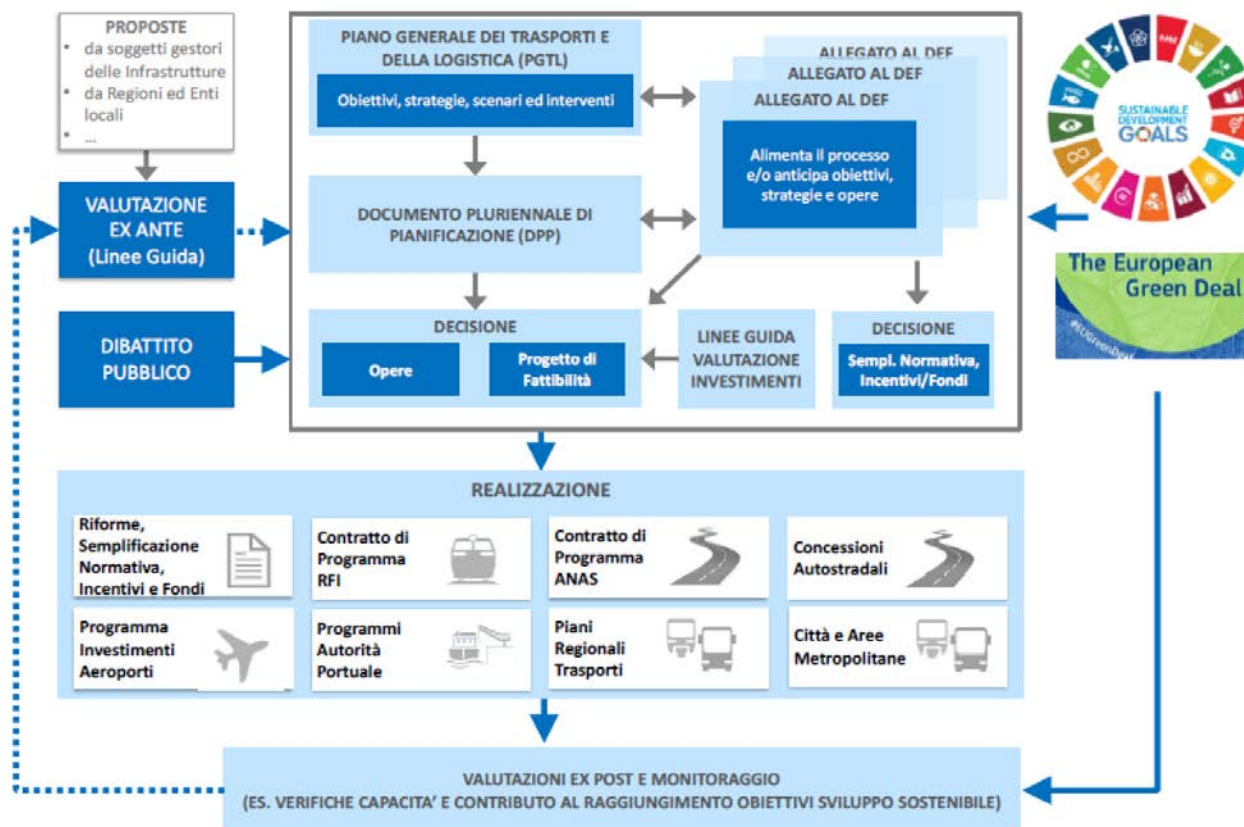 PROPOSTE
• da soggetti gestori
delle Infrastrutture
• da Regioni ed Enti
locali
• ...
VALUTAZIONE
EX ANTE
(Linee Guida)
DIBATTITO
PUBBLICO
PIANO GENERALE DEI TRASPORTI E
DELLA LOGISTICA (PGTL)
Obiettivi, strategie, scenari ed interventi
DOCUMENTO PLURIENNALE DI
PIANIFICAZIONE (DPP)
DECISIONE
Opere
Progetto di
Fattibilità
ALLEGATO AL DEF
ALLEGATO AL DEF
ALLEGATO AL DEF
Alimenta il processo
e/o anticipa obiettivi,
strategie e opere
LINEE GUIDA
VALUTAZIONE
INVESTIMENTI
DECISIONE
Sempl. Normativa,
Incentivi/Fondi
SUSTAINABLE
DEVELOPMENT
GOALS
The European
Green Deal
#EUGreenDeal
REALIZZAZIONE
Riforme,
Semplificazione
Normativa,
Incentivi e Fondi
Contratto di
Programma
RFI
Contratto di
Programma
ANAS
Concessioni
Autostradali
Programma
Investimenti
Aeroporti
Programmi
Autorità
Portuale
Piani
Regionali
Trasporti
Città e Aree
Metropolitane
VALUTAZIONI EX POST E MONITORAGGIO
(ES. VERIFICHE CAPACITA' E CONTRIBUTO AL RAGGIUNGIMENTO OBIETTIVI SVILUPPO SOSTENIBILE)